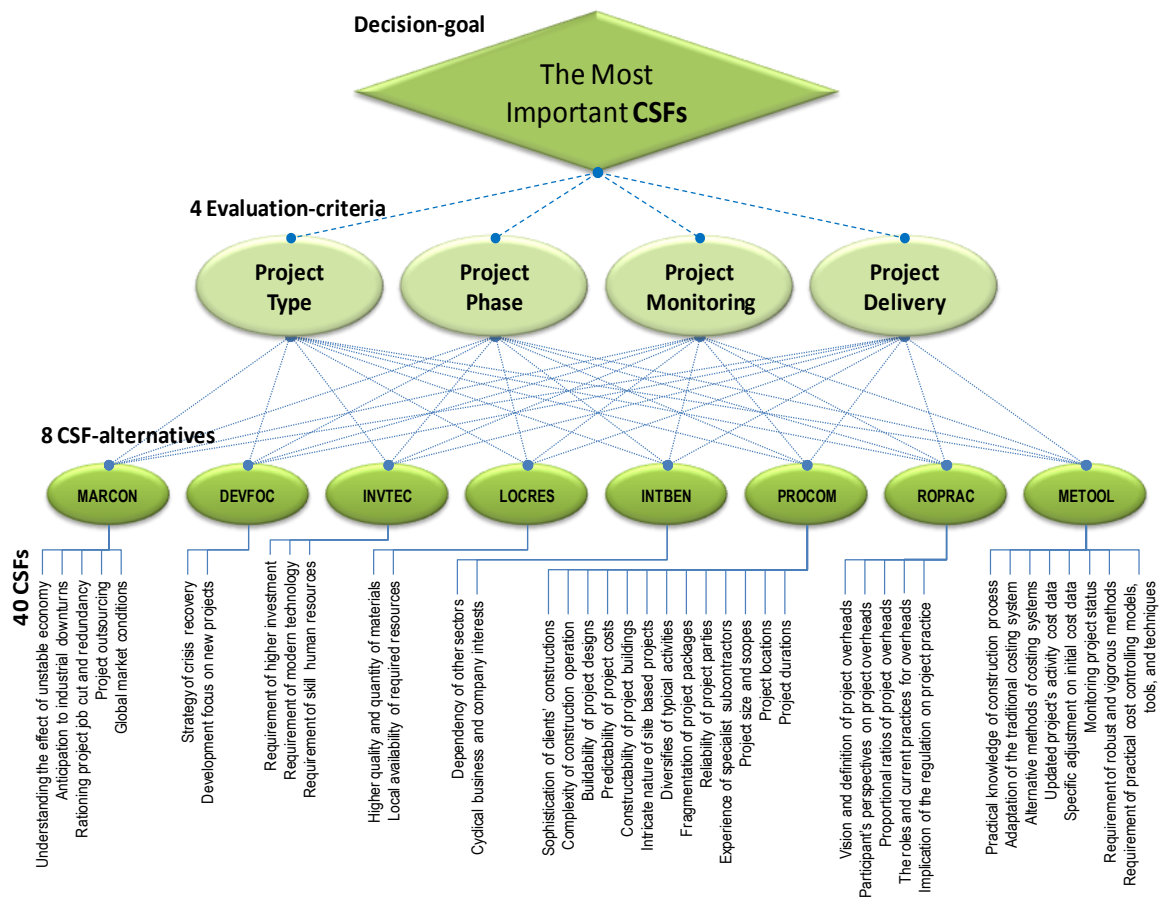 Decision-goal
The Most
Important CSFs
4 Evaluation-criteria
Project
Type
Project
Phase
Project
Monitoring
Project
Delivery
8 CSF-alternatives
MARCON
DEVFOC
INVTEC
LOCRES
INTBEN
PROCOM
ROPRAC
METOOL
40 CSFs
Understanding the effect of unstable economy
Anticipation to industrial downturns
Rationing project job cut and redundancy
Project outsourcing
Global market conditions
Strategy of crisis recovery
Development focus on new projects
Requirement of higher investment
Requirement of modern technology
Requirement of skill human resources
Higher quality and quantity of materials
Local availability of required resources
Dependency of other sectors
Cyclical business and company interests
Sophistication of clients' constructions
Complexity of construction operation
Buildability of project designs
Predictability of project costs
Constructability of project buildings
Intricate nature of site based projects
Diversifies of typical activities
Fragmentation of project packages
Reliability of project parties
Experience of specialist subcontractors
Project size and scopes
Project locations
Project durations
Vision and definition of project overheads
Participant's perspectives on project overheads
Proportional ratios of project overheads
The roles and current practices for overheads
Implication of the regulation on project practice
Practical knowledge of construction process
Adaptation of the traditional costing system
Alternative methods of costing systems
Updated project's activity cost data
Specific adjustment on initial cost data
Monitoring project status
Requirement of robust and vigorous methods
Requirement of practical cost controlling models,
tools, and techniques